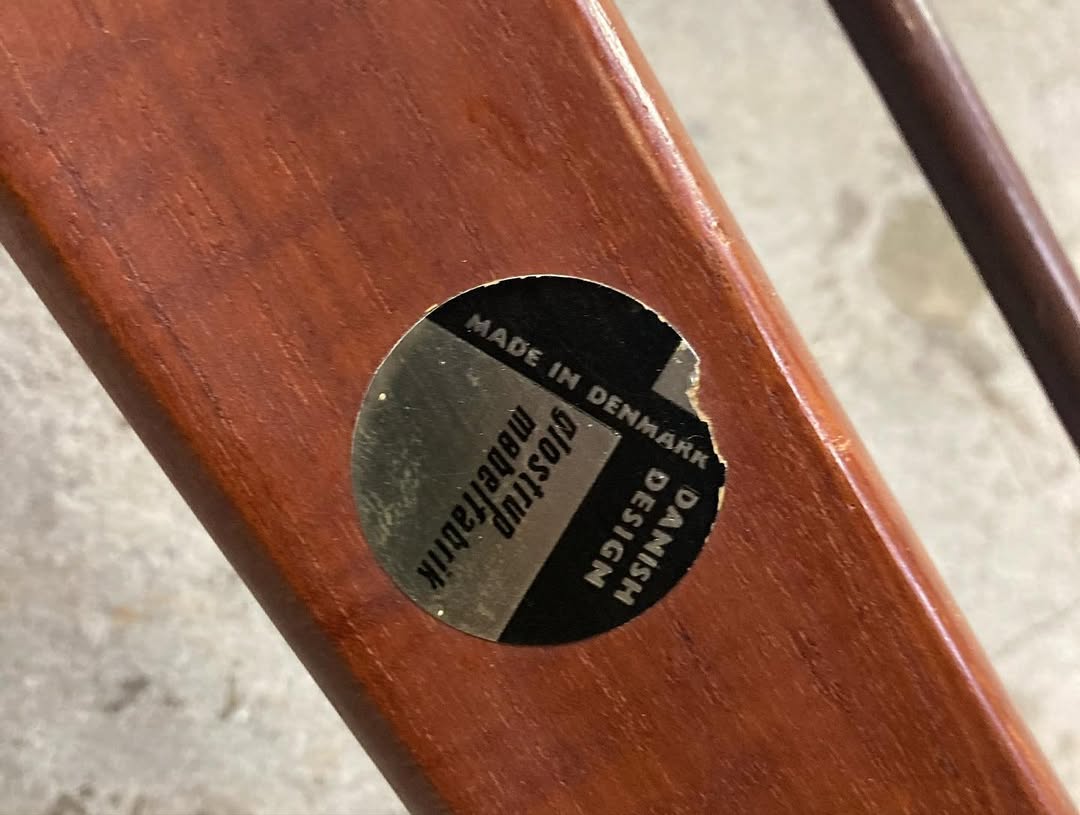 MADE IN DENMARK
DANISH
DESIGN
glostrup
møbelfabrik